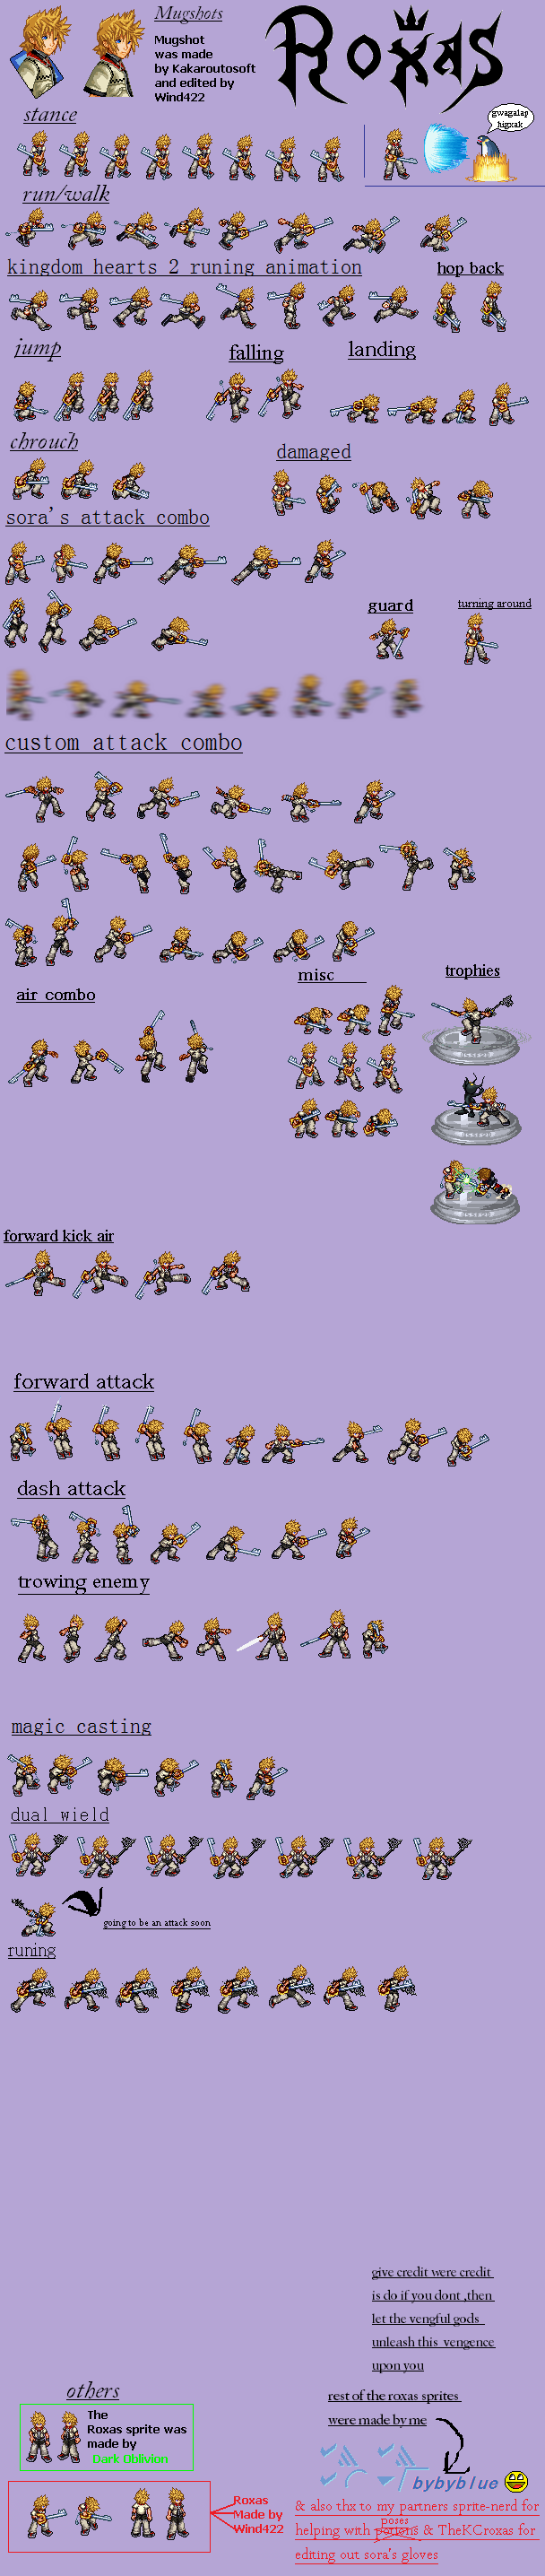 Mugshots
Mugshot
was made
by Kakaroutosoft
and edited by
Wind422
Roxas
stance
gwagalap
run/walk
kingdom hearts 2 runing animation
hop back
jump
falling
landing
chrouch
damaged
sora's attack combo
guard
turning around
custom attack combo
misc
trophies
air combo
forward kick air
forward attack
dash attack
trowing enemy
magic casting
dual wield
going to be an attack soon
runing
give credit were credit
is do if you dont ,then
let the vengful gods
unleash this vengence
upon you
others
The
Roxas sprite was
made by
Dark Oblivion
rest of the roxas sprites
were made by me
bybyblue
Roxas
Made by
Wind422
& also thx to my partners sprite-nerd for
poses
helping with potions & TheKCroxas for
editing out sora's gloves